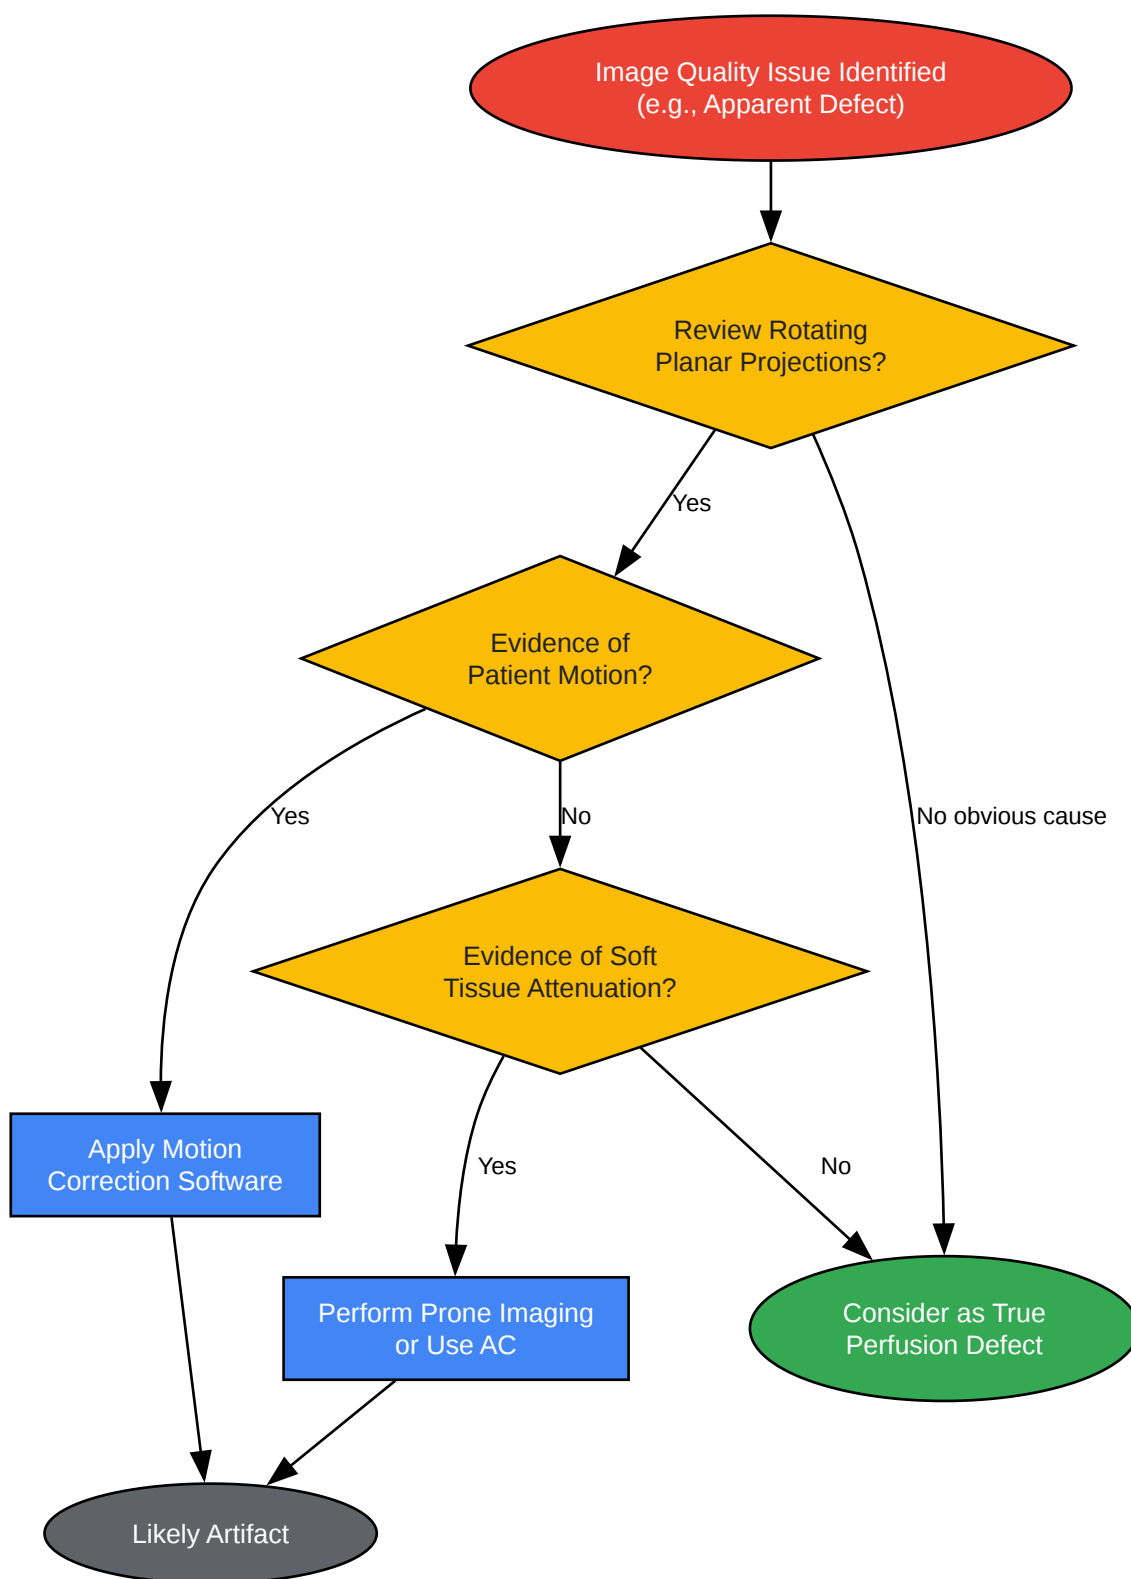 Image Quality Issue Identified
(e.g., Apparent Defect)
Review Rotating
Planar Projections?
Yes
Evidence of
Patient Motion?
Yes
No
No obvious cause
Evidence of Soft
Tissue Attenuation?
Yes
No
Apply Motion
Correction Software
Perform Prone Imaging
or Use AC
Consider as True
Perfusion Defect
Likely Artifact